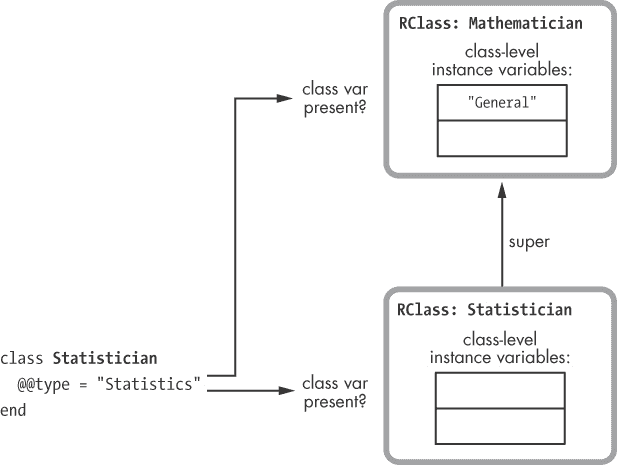 RClass: Mathematician
class-level
instance variables:
"General"
class var
present?
super
RClass: Statistician
class-level
instance variables:
class Statistician
@@type = "Statistics"
end
class var
present?